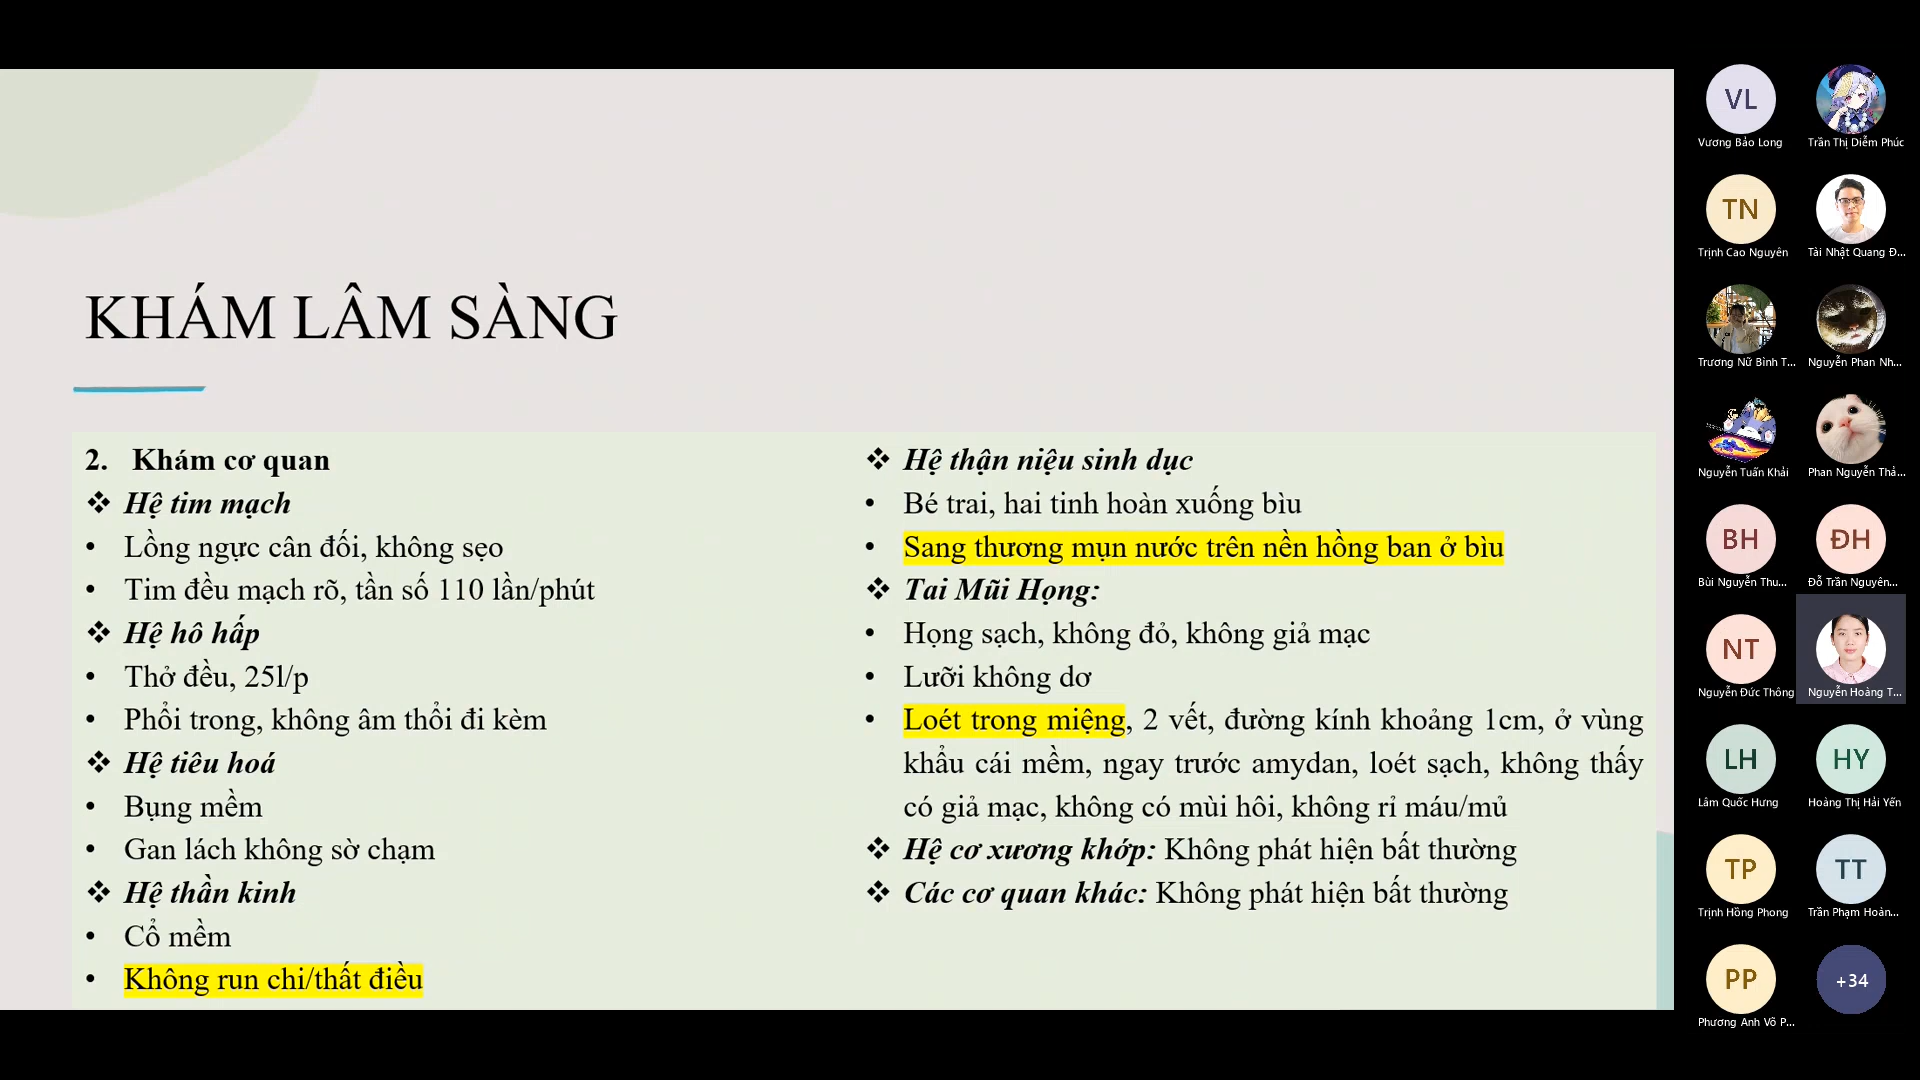 KHÁM LÂM SÀNG
2. Khám cơ quan
❖ Hệ tim mạch
• Lồng ngực cân đối, không sẹo
• Tim đều mạch rõ, tần số 110 lần/phút
❖ Hệ hô hấp
• Thở đều, 25l/p
• Phổi trong, không âm thổi đi kèm
❖ Hệ tiêu hoá
• Bụng mềm
• Gan lách không sờ chạm
❖ Hệ thần kinh
• Cổ mềm
• Không run chi/thất điều
❖ Hệ thận niệu sinh dục
• Bé trai, hai tinh hoàn xuống bìu
• Sang thương mụn nước trên nền hồng ban ở bìu
❖ Tai Mũi Họng:
• Họng sạch, không đỏ, không giả mạc
• Lưỡi không dơ
• Loét trong miệng, 2 vết, đường kính khoảng 1cm, ở vùng
khẩu cái mềm, ngay trước amydan, loét sạch, không thấy
có giả mạc, không có mùi hôi, không rỉ máu/mủ
❖ Hệ cơ xương khớp: Không phát hiện bất thường
❖ Các cơ quan khác: Không phát hiện bất thường
VL
Vương Bảo Long
Trần Thị Diễm Phúc
TN
Trịnh Cao Nguyên
Tài Nhật Quang Đ...
Trương Nữ Bình T...
Nguyễn Phan Nh...
Nguyễn Tuấn Khải
Phan Nguyễn Thả...
BH
Bùi Nguyễn Thu...
ĐH
Đỗ Trần Nguyên...
NT
Nguyễn Đức Thông
Nguyễn Hoàng T...
LH
Lâm Quốc Hưng
HY
Hoàng Thị Hải Yến
TP
Trịnh Hồng Phong
TT
Trần Phạm Hoàn...
PP
Phương Anh Võ P...
+34